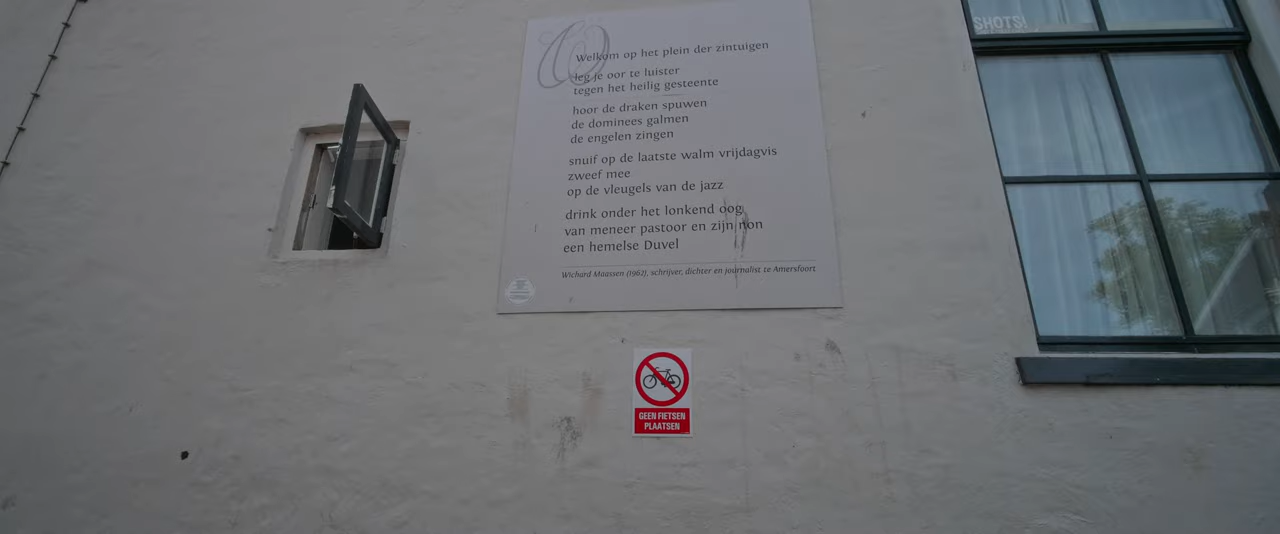 SHOTS!
Welkom op het plein der zintuigen
leg je oor te luister
tegen het heilig gesteente
hoor de draken spuwen
de dominees galmen
de engelen zingen
snuif op de laatste walm vrijdagvis
zweef mee
op de vleugels van de jazz
drink onder het lonkend oog
van meneer pastoor en zijn non
een hemelse Duvel
Wichard Maassen (1962), schrijver, dichter en journalist te Amersfoort
GEEN FIETSEN
PLAATSEN